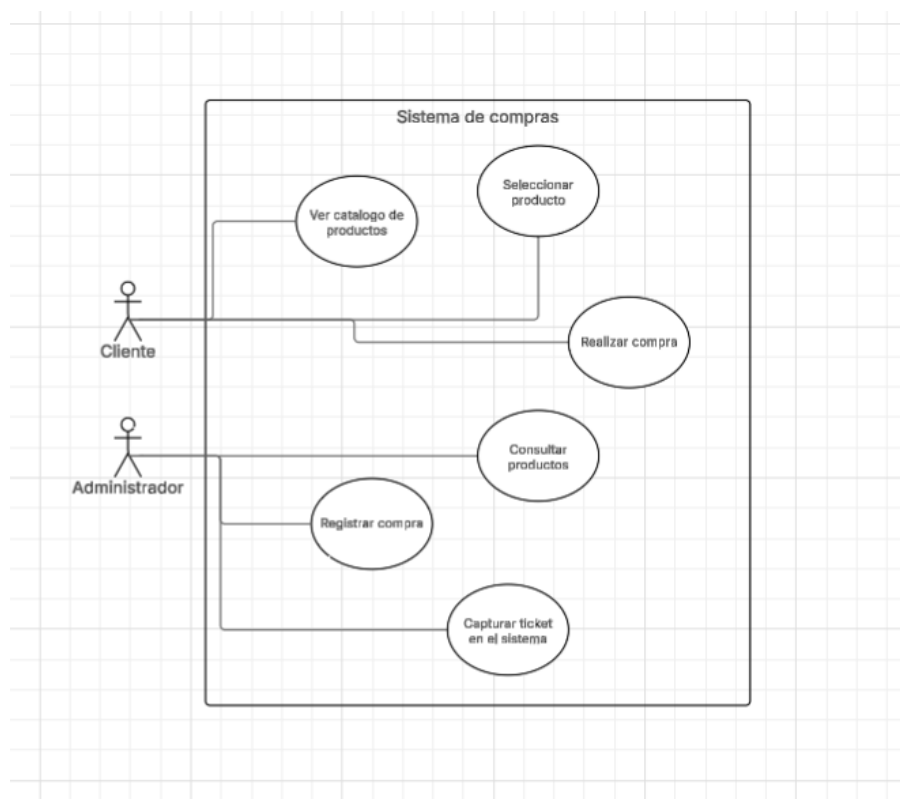 Sistema de compras
Seleccionar
producto
Ver catalogo de
productos
Realizar compra
Cliente
Consultar
productos
Administrador
Registrar compra
Capturar ticket
en el sistema